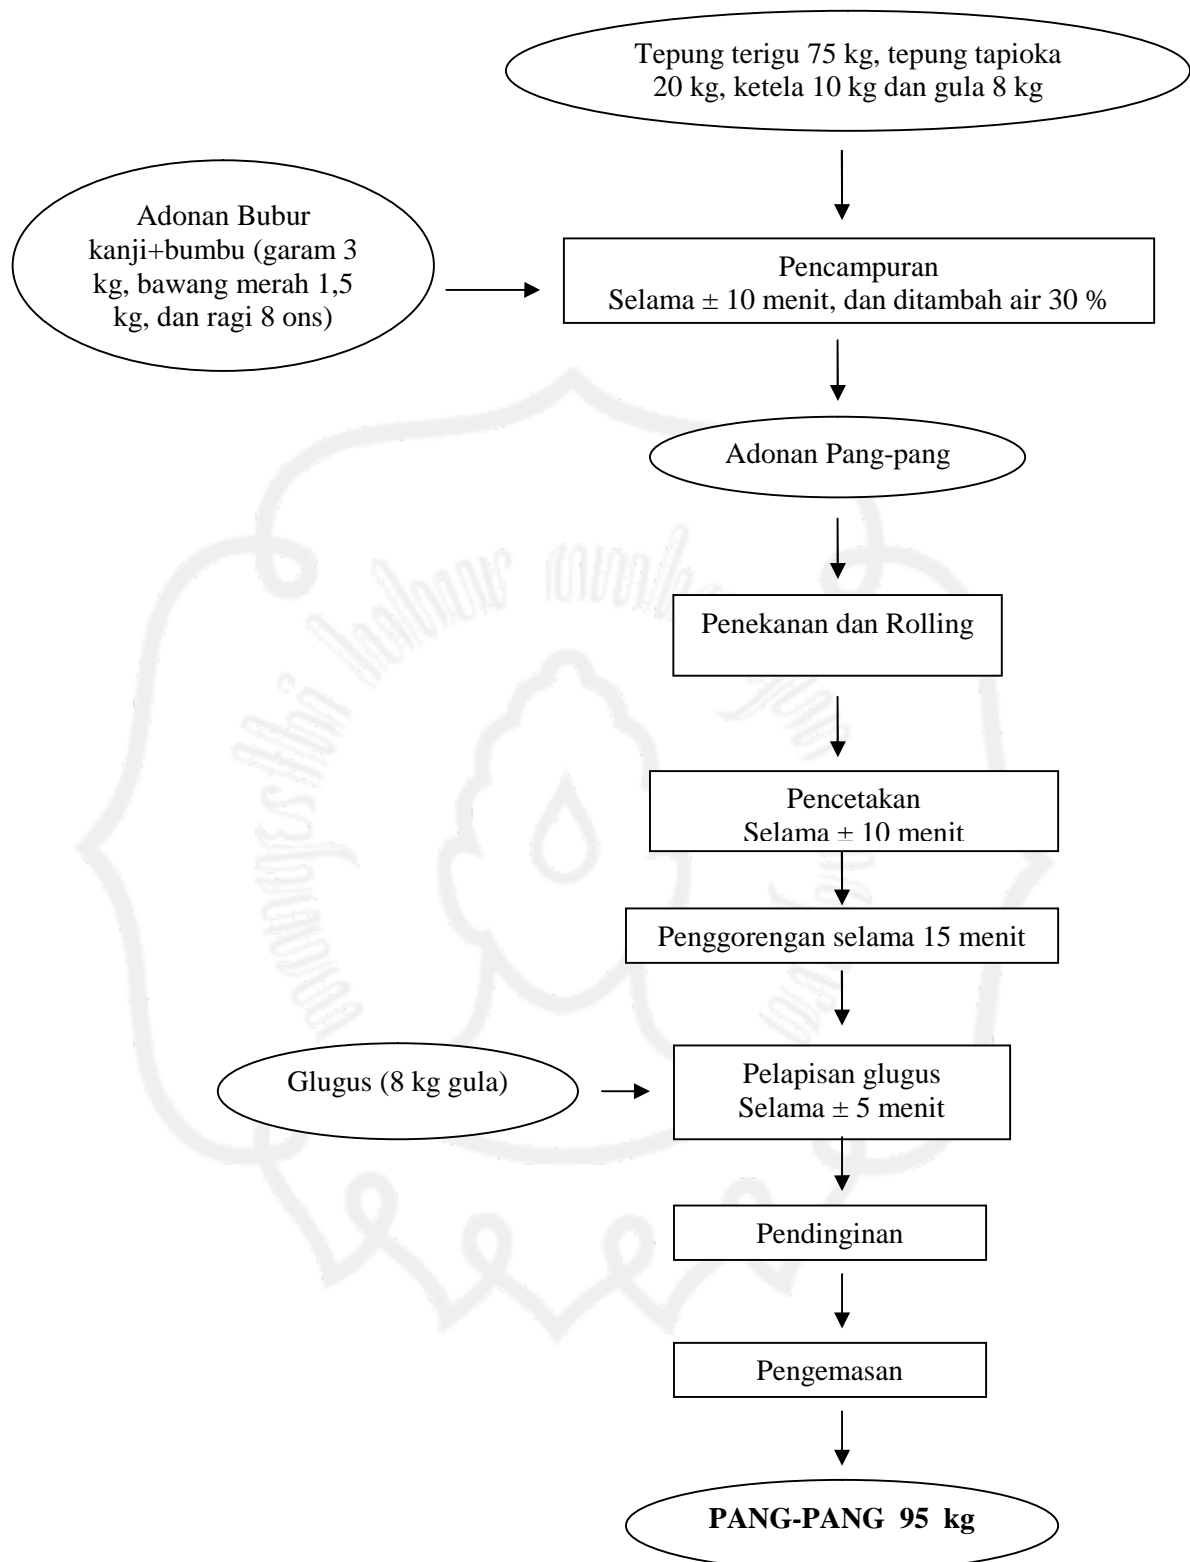 Tepung terigu 75 kg, tepung tapioka
20 kg, ketela 10 kg dan gula 8 kg
Adonan Bubur
kanji+bumbu (garam 3
kg, bawang merah 1,5
kg, dan ragi 8 ons)
Pencampuran
Selama ± 10 menit, dan ditambah air 30 %
Adonan Pang-pang
Penekanan dan Rolling
Pencetakan
Selama ± 10 menit
Penggorengan selama 15 menit
Glugus (8 kg gula)
Pelapisan glugus
Selama ± 5 menit
Pendinginan
Pengemasan
PANG-PANG 95 kg